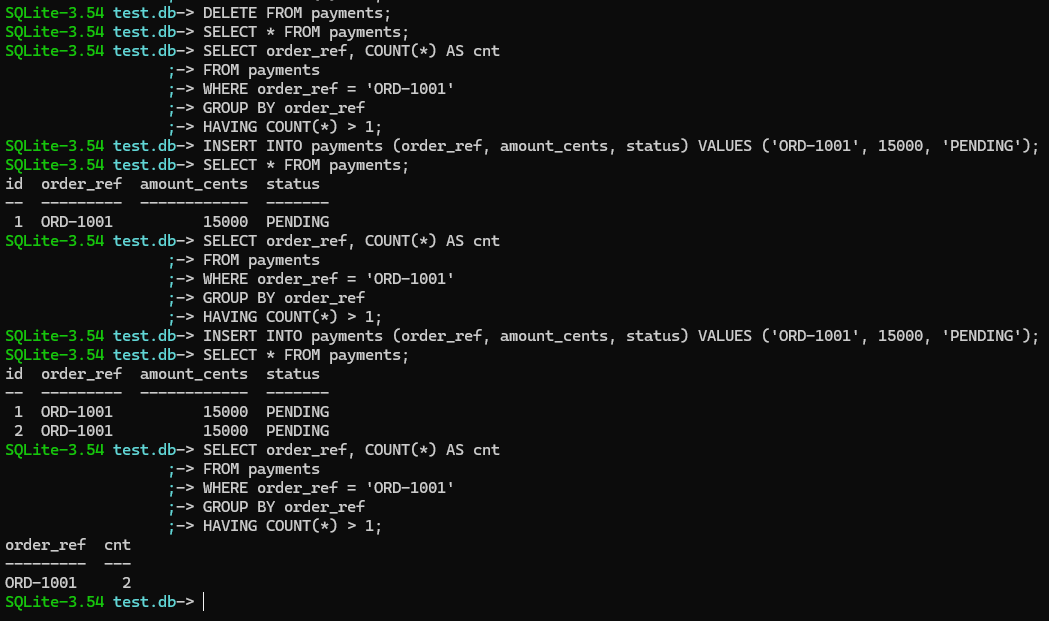 SQLite-3.54 test.db-> DELETE FROM payments;
SQLite-3.54 test.db-> SELECT * FROM payments;
SQLite-3.54 test.db-> SELECT order_ref, COUNT(*) AS cnt
;-> FROM payments
;-> WHERE order_ref = 'ORD-1001'
;-> GROUP BY order_ref
;-> HAVING COUNT(*) > 1;
SQLite-3.54 test.db-> INSERT INTO payments (order_ref, amount_cents, status) VALUES ('ORD-1001', 15000, 'PENDING');
SQLite-3.54 test.db-> SELECT * FROM payments;
id  order_ref  amount_cents  status
--  ---------  ------------  -------
 1  ORD-1001          15000  PENDING
SQLite-3.54 test.db-> SELECT order_ref, COUNT(*) AS cnt
;-> FROM payments
;-> WHERE order_ref = 'ORD-1001'
;-> GROUP BY order_ref
;-> HAVING COUNT(*) > 1;
SQLite-3.54 test.db-> INSERT INTO payments (order_ref, amount_cents, status) VALUES ('ORD-1001', 15000, 'PENDING');
SQLite-3.54 test.db-> SELECT * FROM payments;
id  order_ref  amount_cents  status
--  ---------  ------------  -------
 1  ORD-1001          15000  PENDING
 2  ORD-1001          15000  PENDING
SQLite-3.54 test.db-> SELECT order_ref, COUNT(*) AS cnt
;-> FROM payments
;-> WHERE order_ref = 'ORD-1001'
;-> GROUP BY order_ref
;-> HAVING COUNT(*) > 1;
order_ref  cnt
---------  ---
ORD-1001     2
SQLite-3.54 test.db->